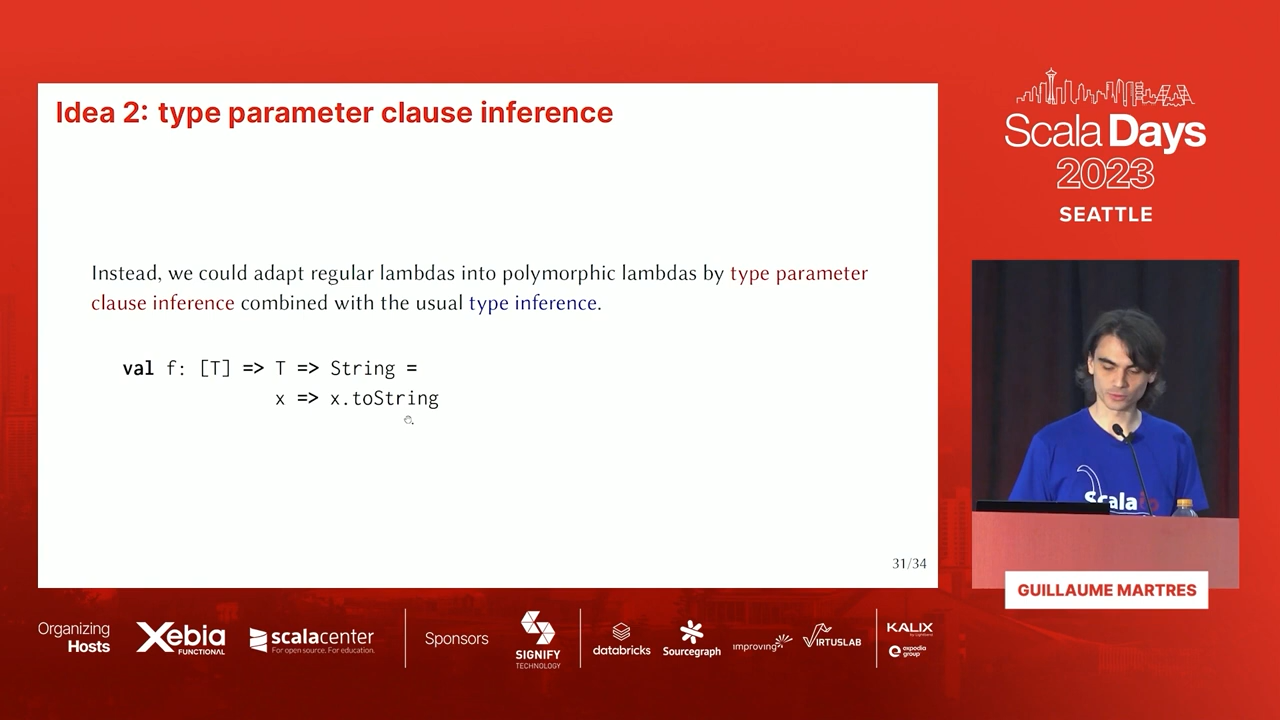 Idea 2: type parameter clause inference
Instead, we could adapt regular lambdas into polymorphic lambdas by type parameter
clause inference combined with the usual type inference.
val f: [T] => T => String =
x => x.toString
31/34
Scala Days
2023
SEATTLE
Scala
GUILLAUME MARTRES
Organizing
Hosts
Xebia
FUNCTIONAL
scalacenter
For open source. For education.
Sponsors
SIGNIFY
TECHNOLOGY
databricks
Sourcegraph
improving
VIRTUSLAB
KALIX
by Lightbend
expedia
group